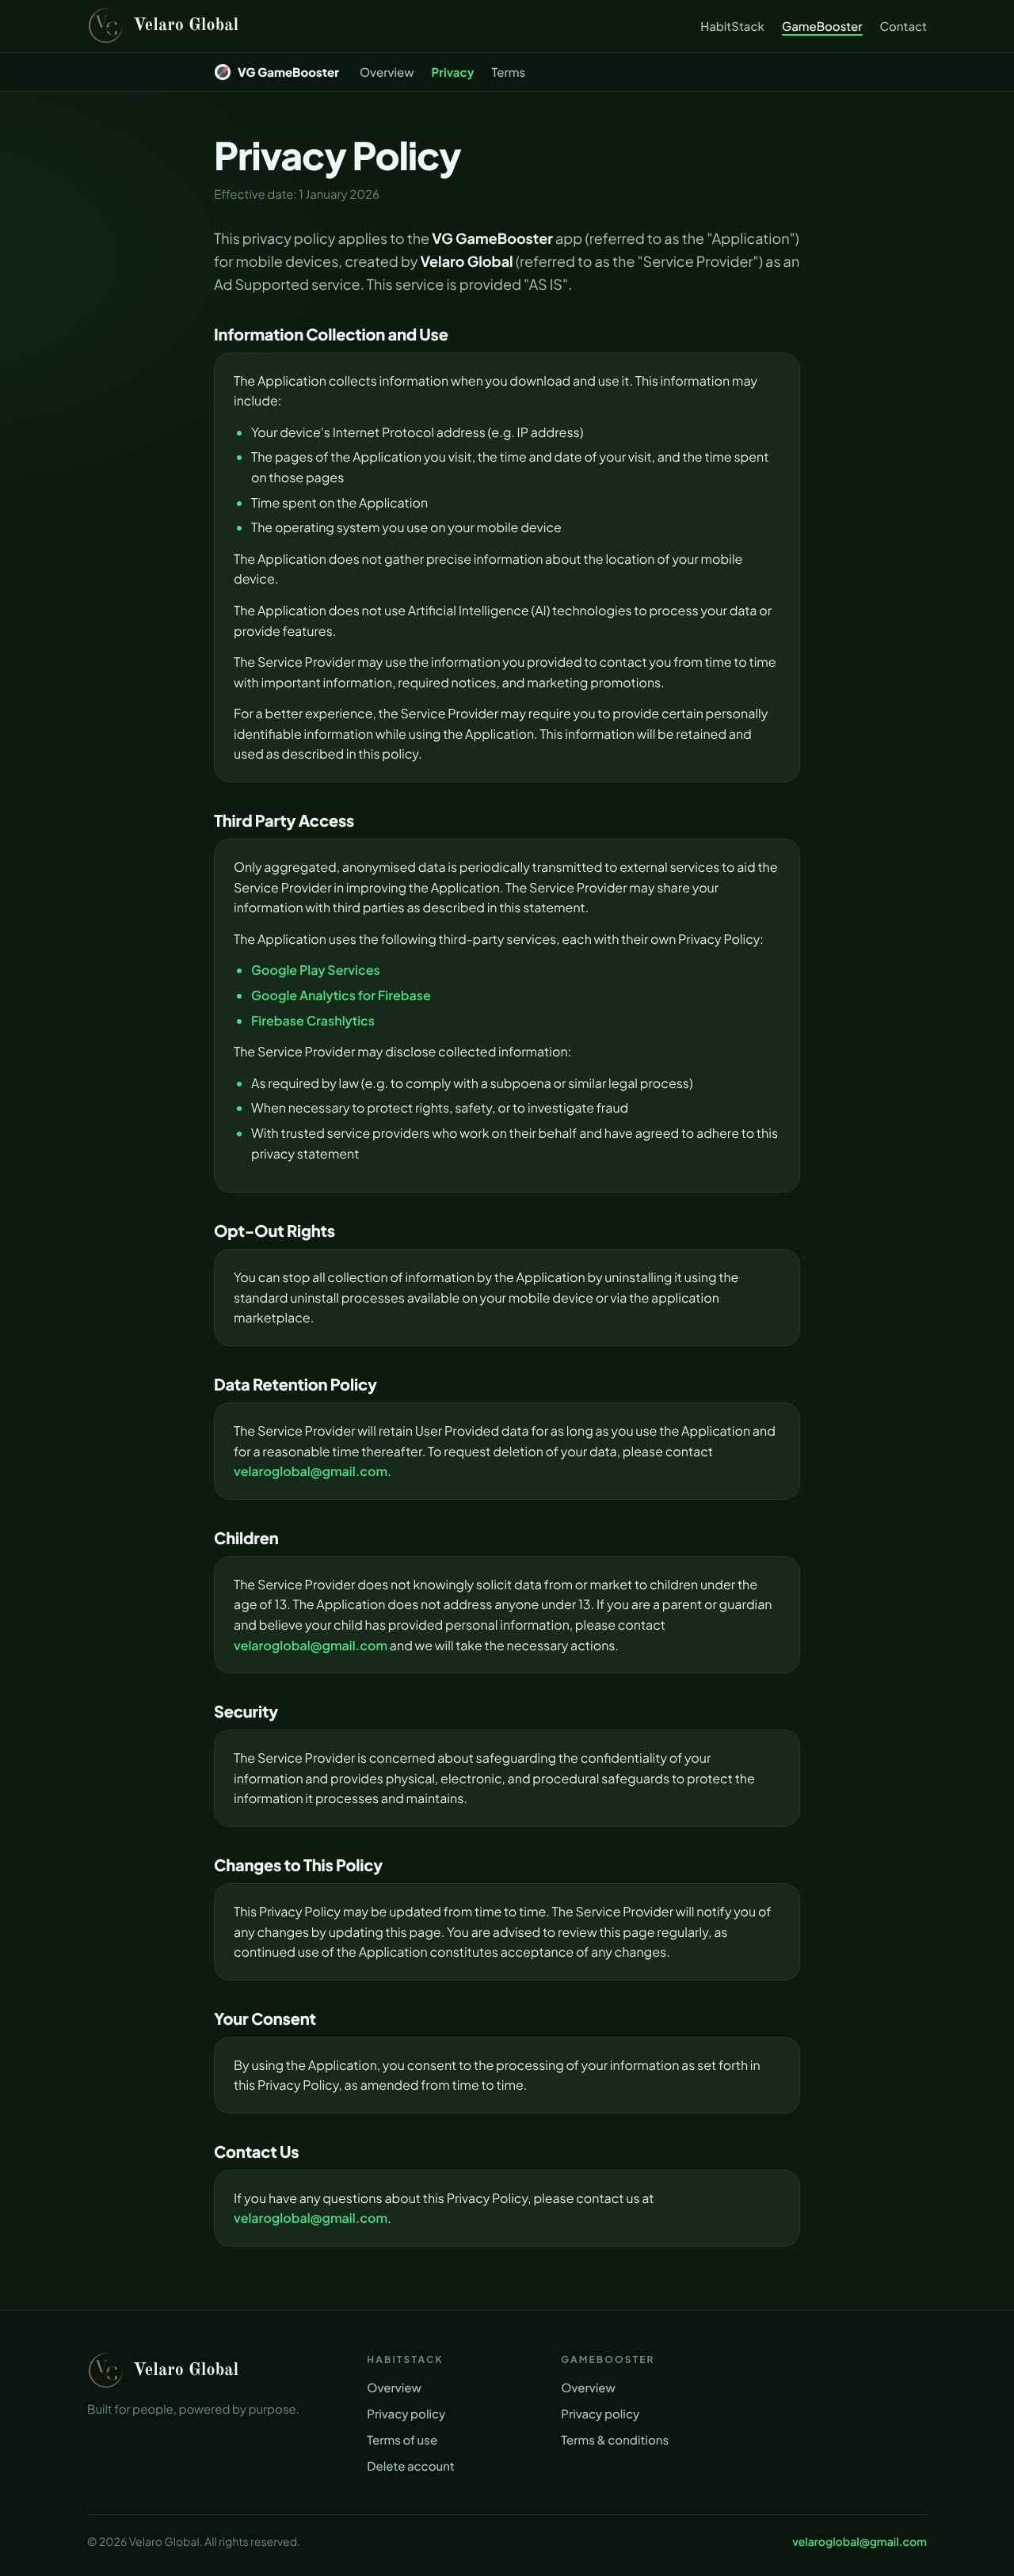 VG Velaro Global
HabitStack GameBooster Contact
VG GameBooster Overview Privacy Terms
Privacy Policy
Effective date: 1 January 2026
This privacy policy applies to the VG GameBooster app (referred to as the "Application")
for mobile devices, created by Velaro Global (referred to as the "Service Provider") as an
Ad Supported service. This service is provided "AS IS".
Information Collection and Use
The Application collects information when you download and use it. This information may
include:
• Your device's Internet Protocol address (e.g. IP address)
• The pages of the Application you visit, the time and date of your visit, and the time spent
on those pages
• Time spent on the Application
• The operating system you use on your mobile device
The Application does not gather precise information about the location of your mobile
device.
The Application does not use Artificial Intelligence (AI) technologies to process your data or
provide features.
The Service Provider may use the information you provided to contact you from time to time
with important information, required notices, and marketing promotions.
For a better experience, the Service Provider may require you to provide certain personally
identifiable information while using the Application. This information will be retained and
used as described in this policy.
Third Party Access
Only aggregated, anonymised data is periodically transmitted to external services to aid the
Service Provider in improving the Application. The Service Provider may share your
information with third parties as described in this statement.
The Application uses the following third-party services, each with their own Privacy Policy:
• Google Play Services
• Google Analytics for Firebase
• Firebase Crashlytics
The Service Provider may disclose collected information:
• As required by law (e.g. to comply with a subpoena or similar legal process)
• When necessary to protect rights, safety, or to investigate fraud
• With trusted service providers who work on their behalf and have agreed to adhere to this
privacy statement
Opt-Out Rights
You can stop all collection of information by the Application by uninstalling it using the
standard uninstall processes available on your mobile device or via the application
marketplace.
Data Retention Policy
The Service Provider will retain User Provided data for as long as you use the Application and
for a reasonable time thereafter. To request deletion of your data, please contact
velaroglobal@gmail.com.
Children
The Service Provider does not knowingly solicit data from or market to children under the
age of 13. The Application does not address anyone under 13. If you are a parent or guardian
and believe your child has provided personal information, please contact
velaroglobal@gmail.com and we will take the necessary actions.
Security
The Service Provider is concerned about safeguarding the confidentiality of your
information and provides physical, electronic, and procedural safeguards to protect the
information it processes and maintains.
Changes to This Policy
This Privacy Policy may be updated from time to time. The Service Provider will notify you of
any changes by updating this page. You are advised to review this page regularly, as
continued use of the Application constitutes acceptance of any changes.
Your Consent
By using the Application, you consent to the processing of your information as set forth in
this Privacy Policy, as amended from time to time.
Contact Us
If you have any questions about this Privacy Policy, please contact us at
velaroglobal@gmail.com.
VG Velaro Global
Built for people, powered by purpose.
HABITSTACK
Overview
Privacy policy
Terms of use
Delete account
GAMEBOOSTER
Overview
Privacy policy
Terms & conditions
© 2026 Velaro Global. All rights reserved.
velaroglobal@gmail.com